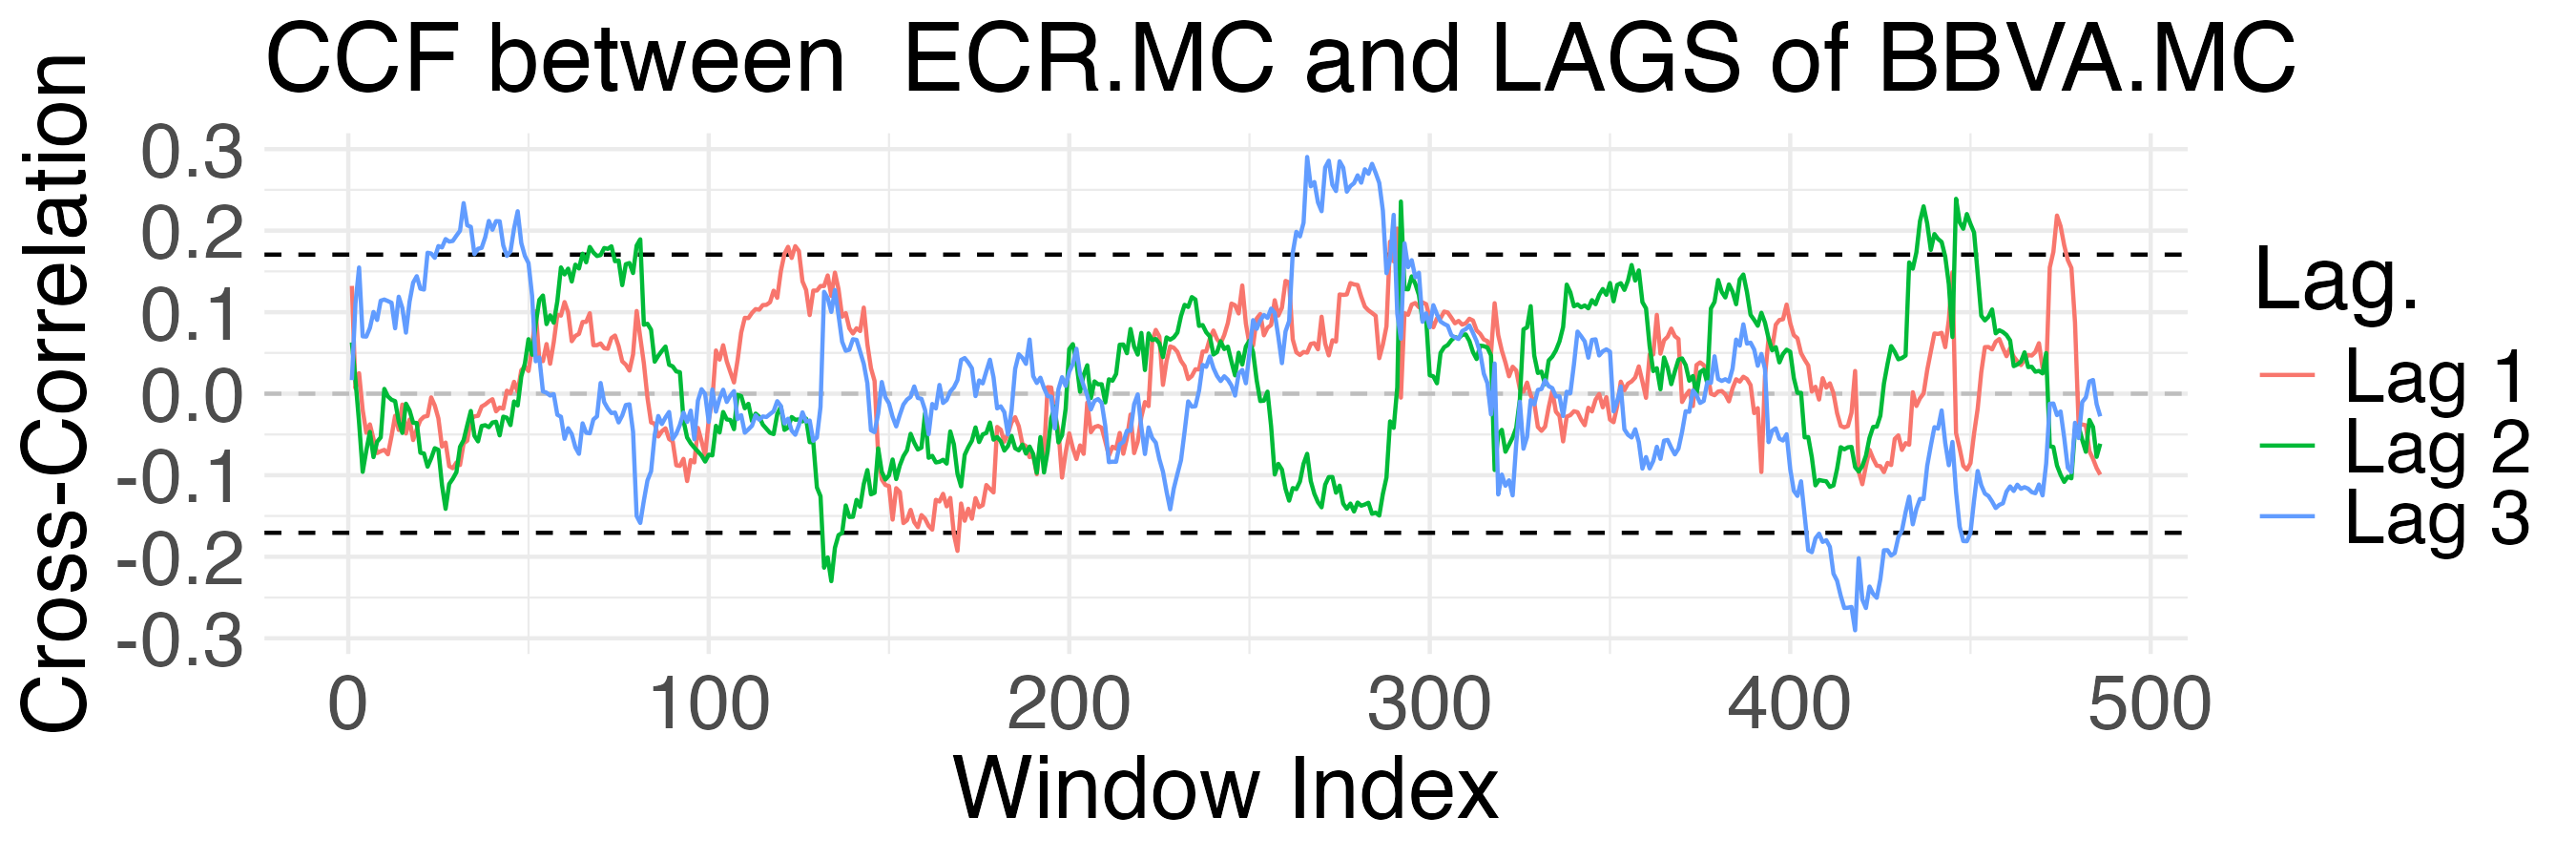 CCF between  ECR.MC and LAGS of BBVA.MC
Cross-Correlation
0.3
0.2
0.1
0.0
-0.1
-0.2
-0.3
0 100 200 300 400 500
Window Index
Lag.
Lag 1
Lag 2
Lag 3